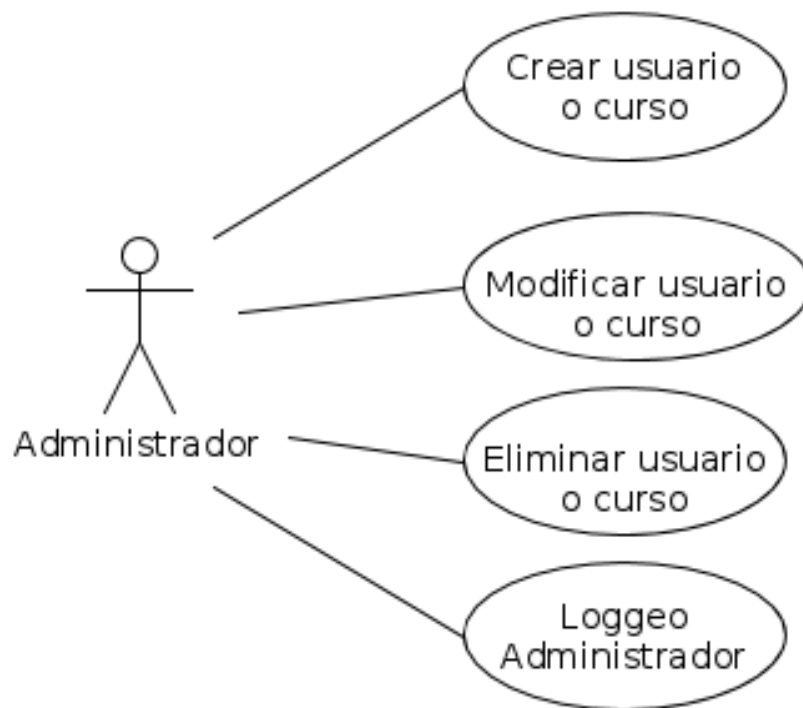 Crear usuario
o curso
Modificar usuario
o curso
Administrador
Eliminar usuario
o curso
Loggeo
Administrador